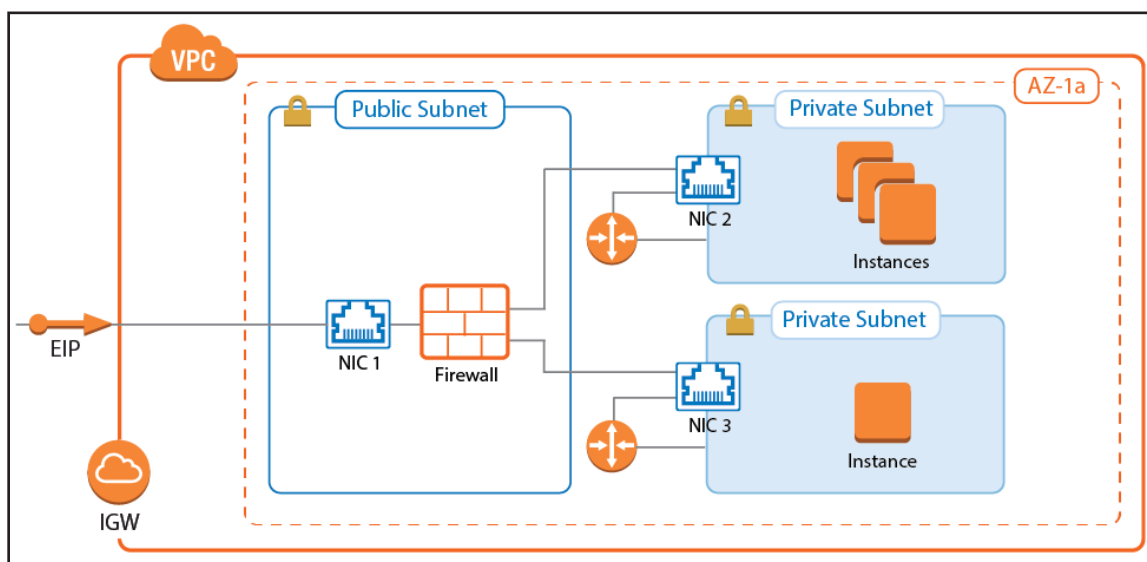 VPC
AZ-1a
Public Subnet
Private Subnet
NIC 2
Instances
EIP
NIC 1
Firewall
Private Subnet
NIC 3
Instance
IGW